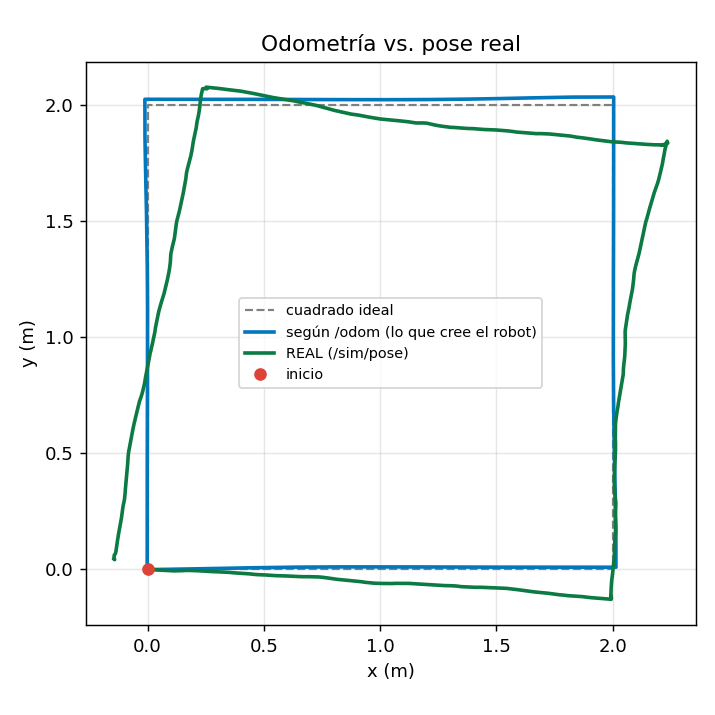 Odometría vs. pose real
2.0
1.5
1.0
0.5
0.0
y (m)
cuadrado ideal
según /odom (lo que cree el robot)
REAL (/sim/pose)
inicio
0.0 0.5 1.0 1.5 2.0
x (m)